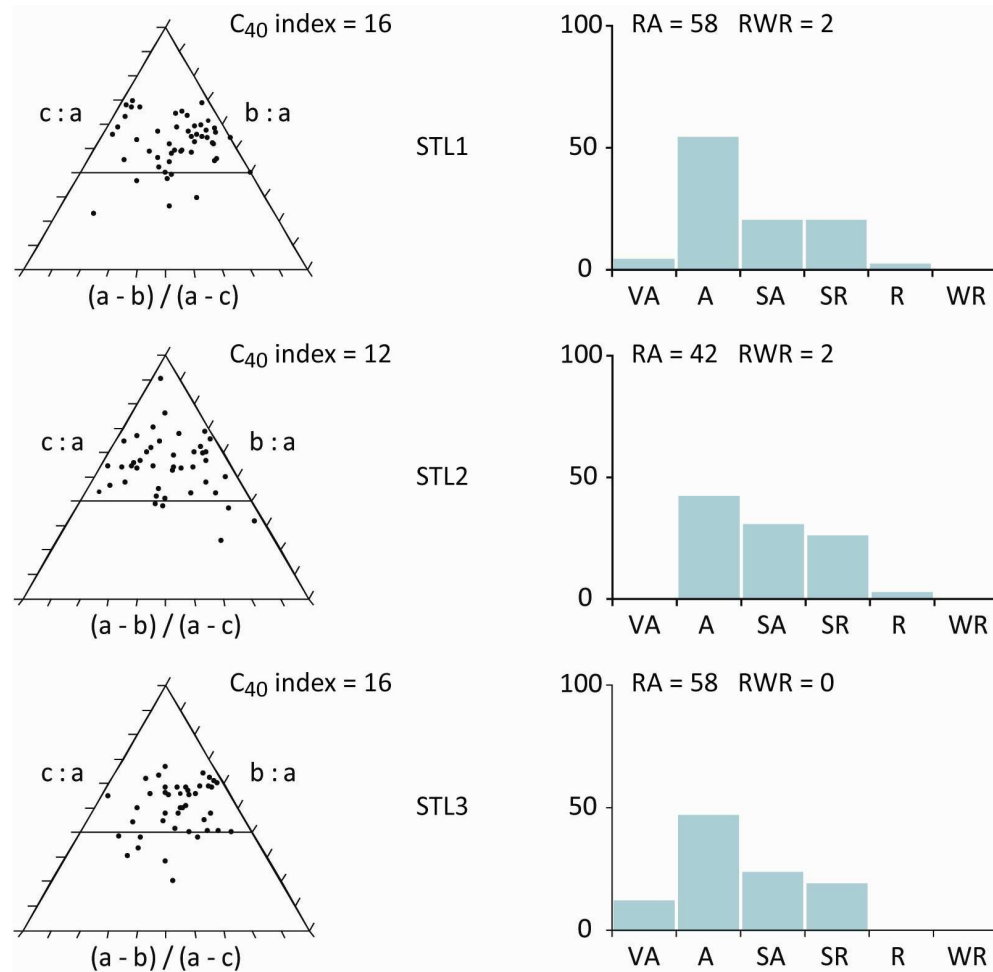 C40 index = 16
100 RA = 58 RWR = 2
c : a b : a
STL1
50
0
VA A SA SR R WR
(a - b) / (a - c)
C40 index = 12
100 RA = 42 RWR = 2
c : a b : a
STL2
50
0
VA A SA SR R WR
(a - b) / (a - c)
C40 index = 16
100 RA = 58 RWR = 0
c : a b : a
STL3
50
0
VA A SA SR R WR
(a - b) / (a - c)